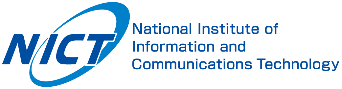 NICT
National Institute of
Information and
Communications Technology